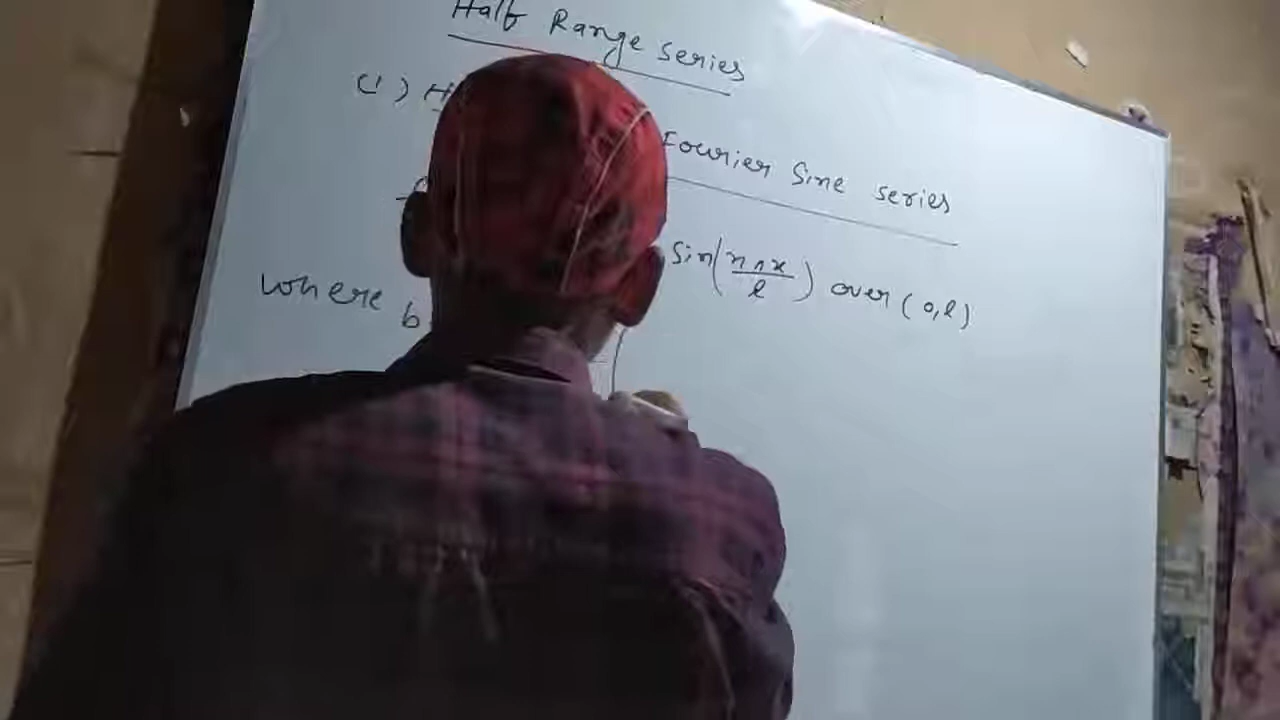 Half Range series
(1) H
Fourier Sine series
Sin(nπx/l) over (0,l)
where b